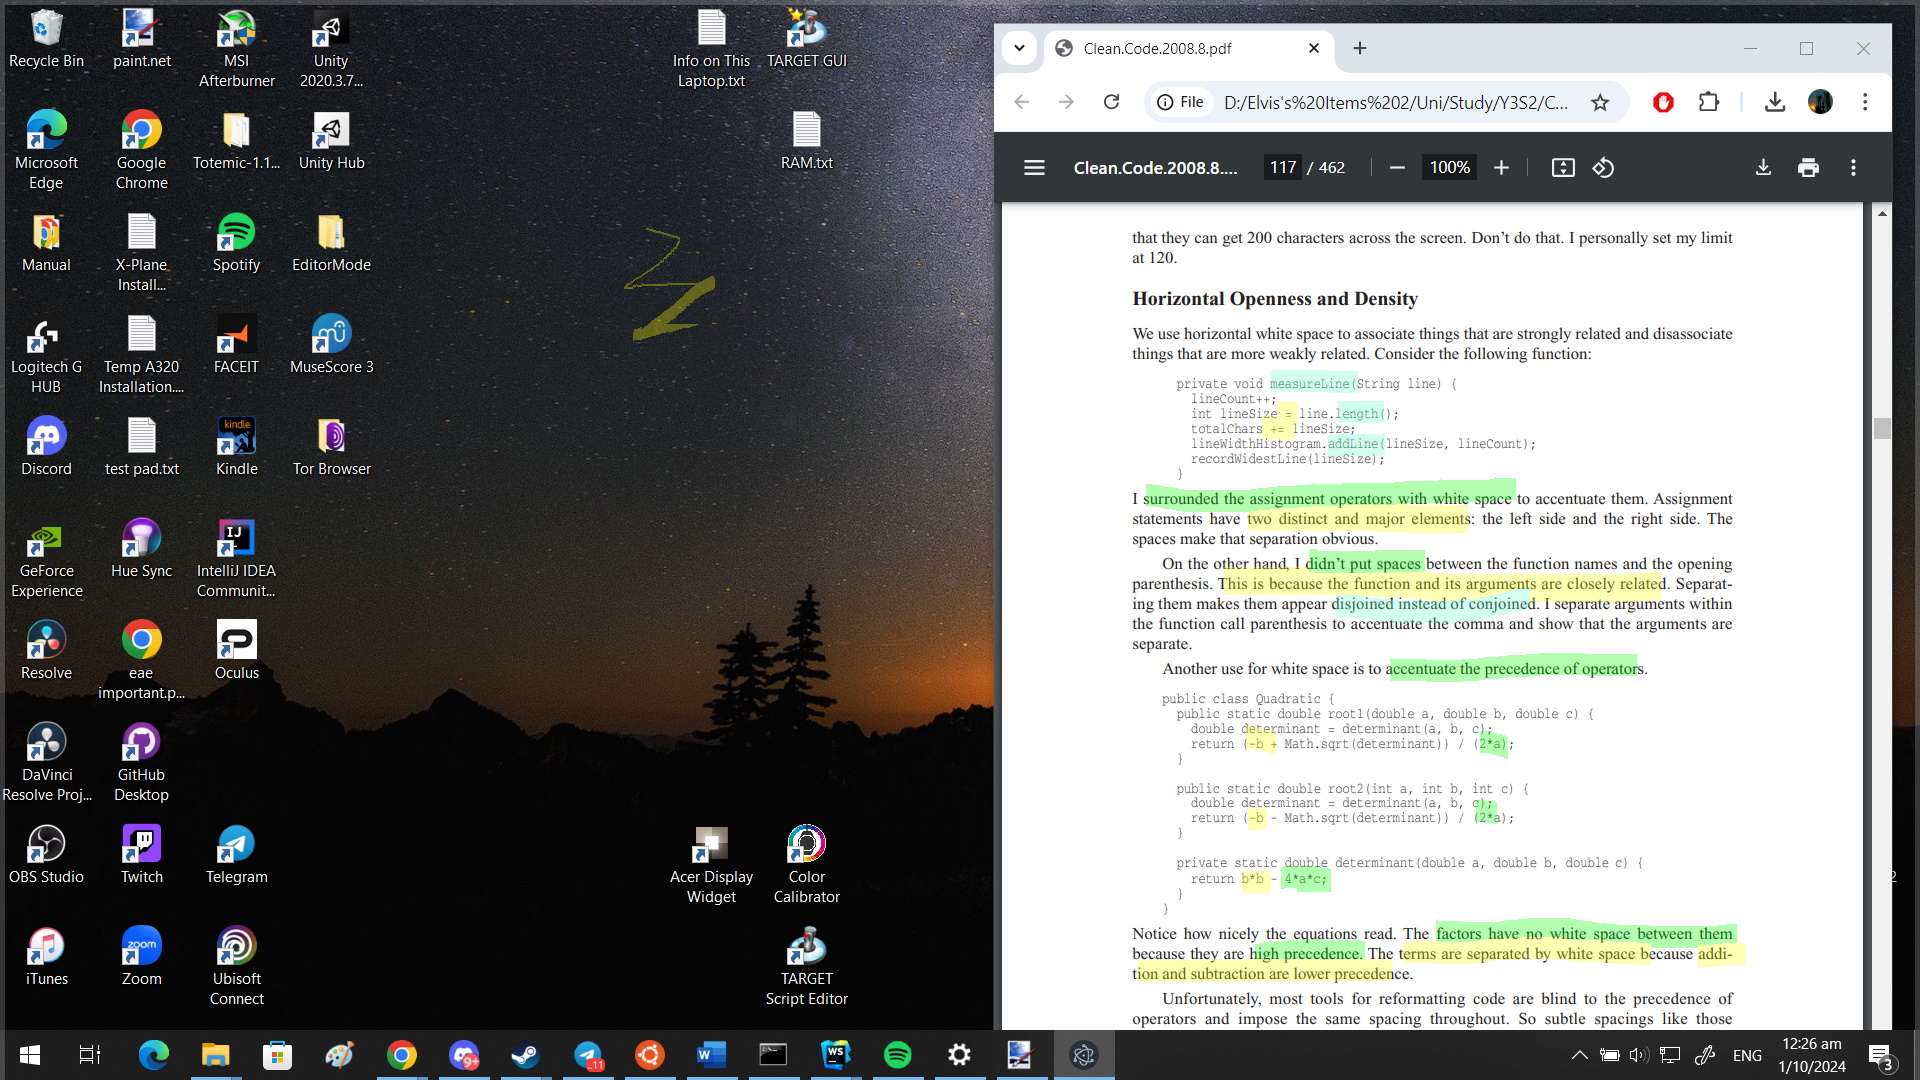 Recycle Bin
paint.net
MSI
Afterburner
Unity
2020.3.7...
Info on This
Laptop.txt
TARGET GUI
Microsoft
Edge
Google
Chrome
Totemic-1.1...
Unity Hub
RAM.txt
Manual
X-Plane
Install...
Spotify
EditorMode
Logitech G
HUB
Temp A320
Installation....
FACEIT
MuseScore 3
Discord
test pad.txt
kindle
Kindle
Tor Browser
GeForce
Experience
Hue Sync
IJ
IntelliJ IDEA
Communit...
Resolve
eae
important.p...
Oculus
DaVinci
Resolve Proj...
GitHub
Desktop
OBS Studio
Twitch
Telegram
Acer Display
Widget
Color
Calibrator
iTunes
zoom
Zoom
Ubisoft
Connect
TARGET
Script Editor
Clean.Code.2008.8.pdf
File
D:/Elvis's%20Items%202/Uni/Study/Y3S2/C...
Clean.Code.2008.8....
117 / 462
100%
that they can get 200 characters across the screen. Don't do that. I personally set my limit
at 120.
Horizontal Openness and Density
We use horizontal white space to associate things that are strongly related and disassociate
things that are more weakly related. Consider the following function:
private void measureLine(String line) {
lineCount++;
int lineSize = line.length();
totalChars += lineSize;
lineWidthHistogram.addLine(lineSize, lineCount);
recordWidestLine(lineSize);
}
I surrounded the assignment operators with white space to accentuate them. Assignment
statements have two distinct and major elements: the left side and the right side. The
spaces make that separation obvious.
On the other hand, I didn't put spaces between the function names and the opening
parenthesis. This is because the function and its arguments are closely related. Separat-
ing them makes them appear disjoined instead of conjoined. I separate arguments within
the function call parenthesis to accentuate the comma and show that the arguments are
separate.
Another use for white space is to accentuate the precedence of operators.
public class Quadratic {
public static double root1(double a, double b, double c) {
double determinant = determinant(a, b, c);
return (-b + Math.sqrt(determinant)) / (2*a);
}
public static double root2(int a, int b, int c) {
double determinant = determinant(a, b, c);
return (-b - Math.sqrt(determinant)) / (2*a);
}
private static double determinant(double a, double b, double c) {
return b*b - 4*a*c;
}
}
Notice how nicely the equations read. The factors have no white space between them
because they are high precedence. The terms are separated by white space because addi-
tion and subtraction are lower precedence.
Unfortunately, most tools for reformatting code are blind to the precedence of
operators and impose the same spacing throughout. So subtle spacings like those
2
9+
..11
W
WS
ENG
12:26 am
1/10/2024
3